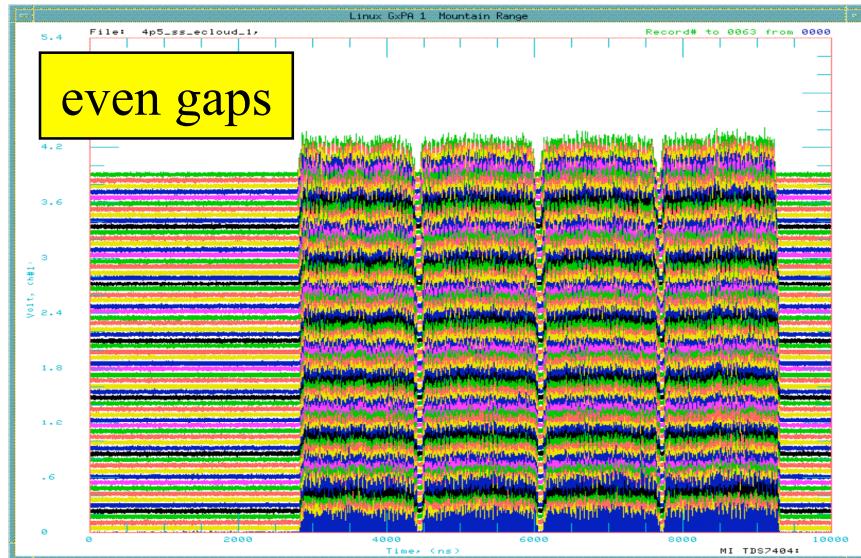 Linux GxPA 1 Mountain Range
File: 4p5_ss_ecloud_1,
Record# to 0063 from 0000
even gaps
5.4
4.2
3.6
3
2.4
1.8
1.2
.6
0
Volt, ch#1:
0 2000 4000 6000 8000 10000
Time, (ns)
MI TDS7404: